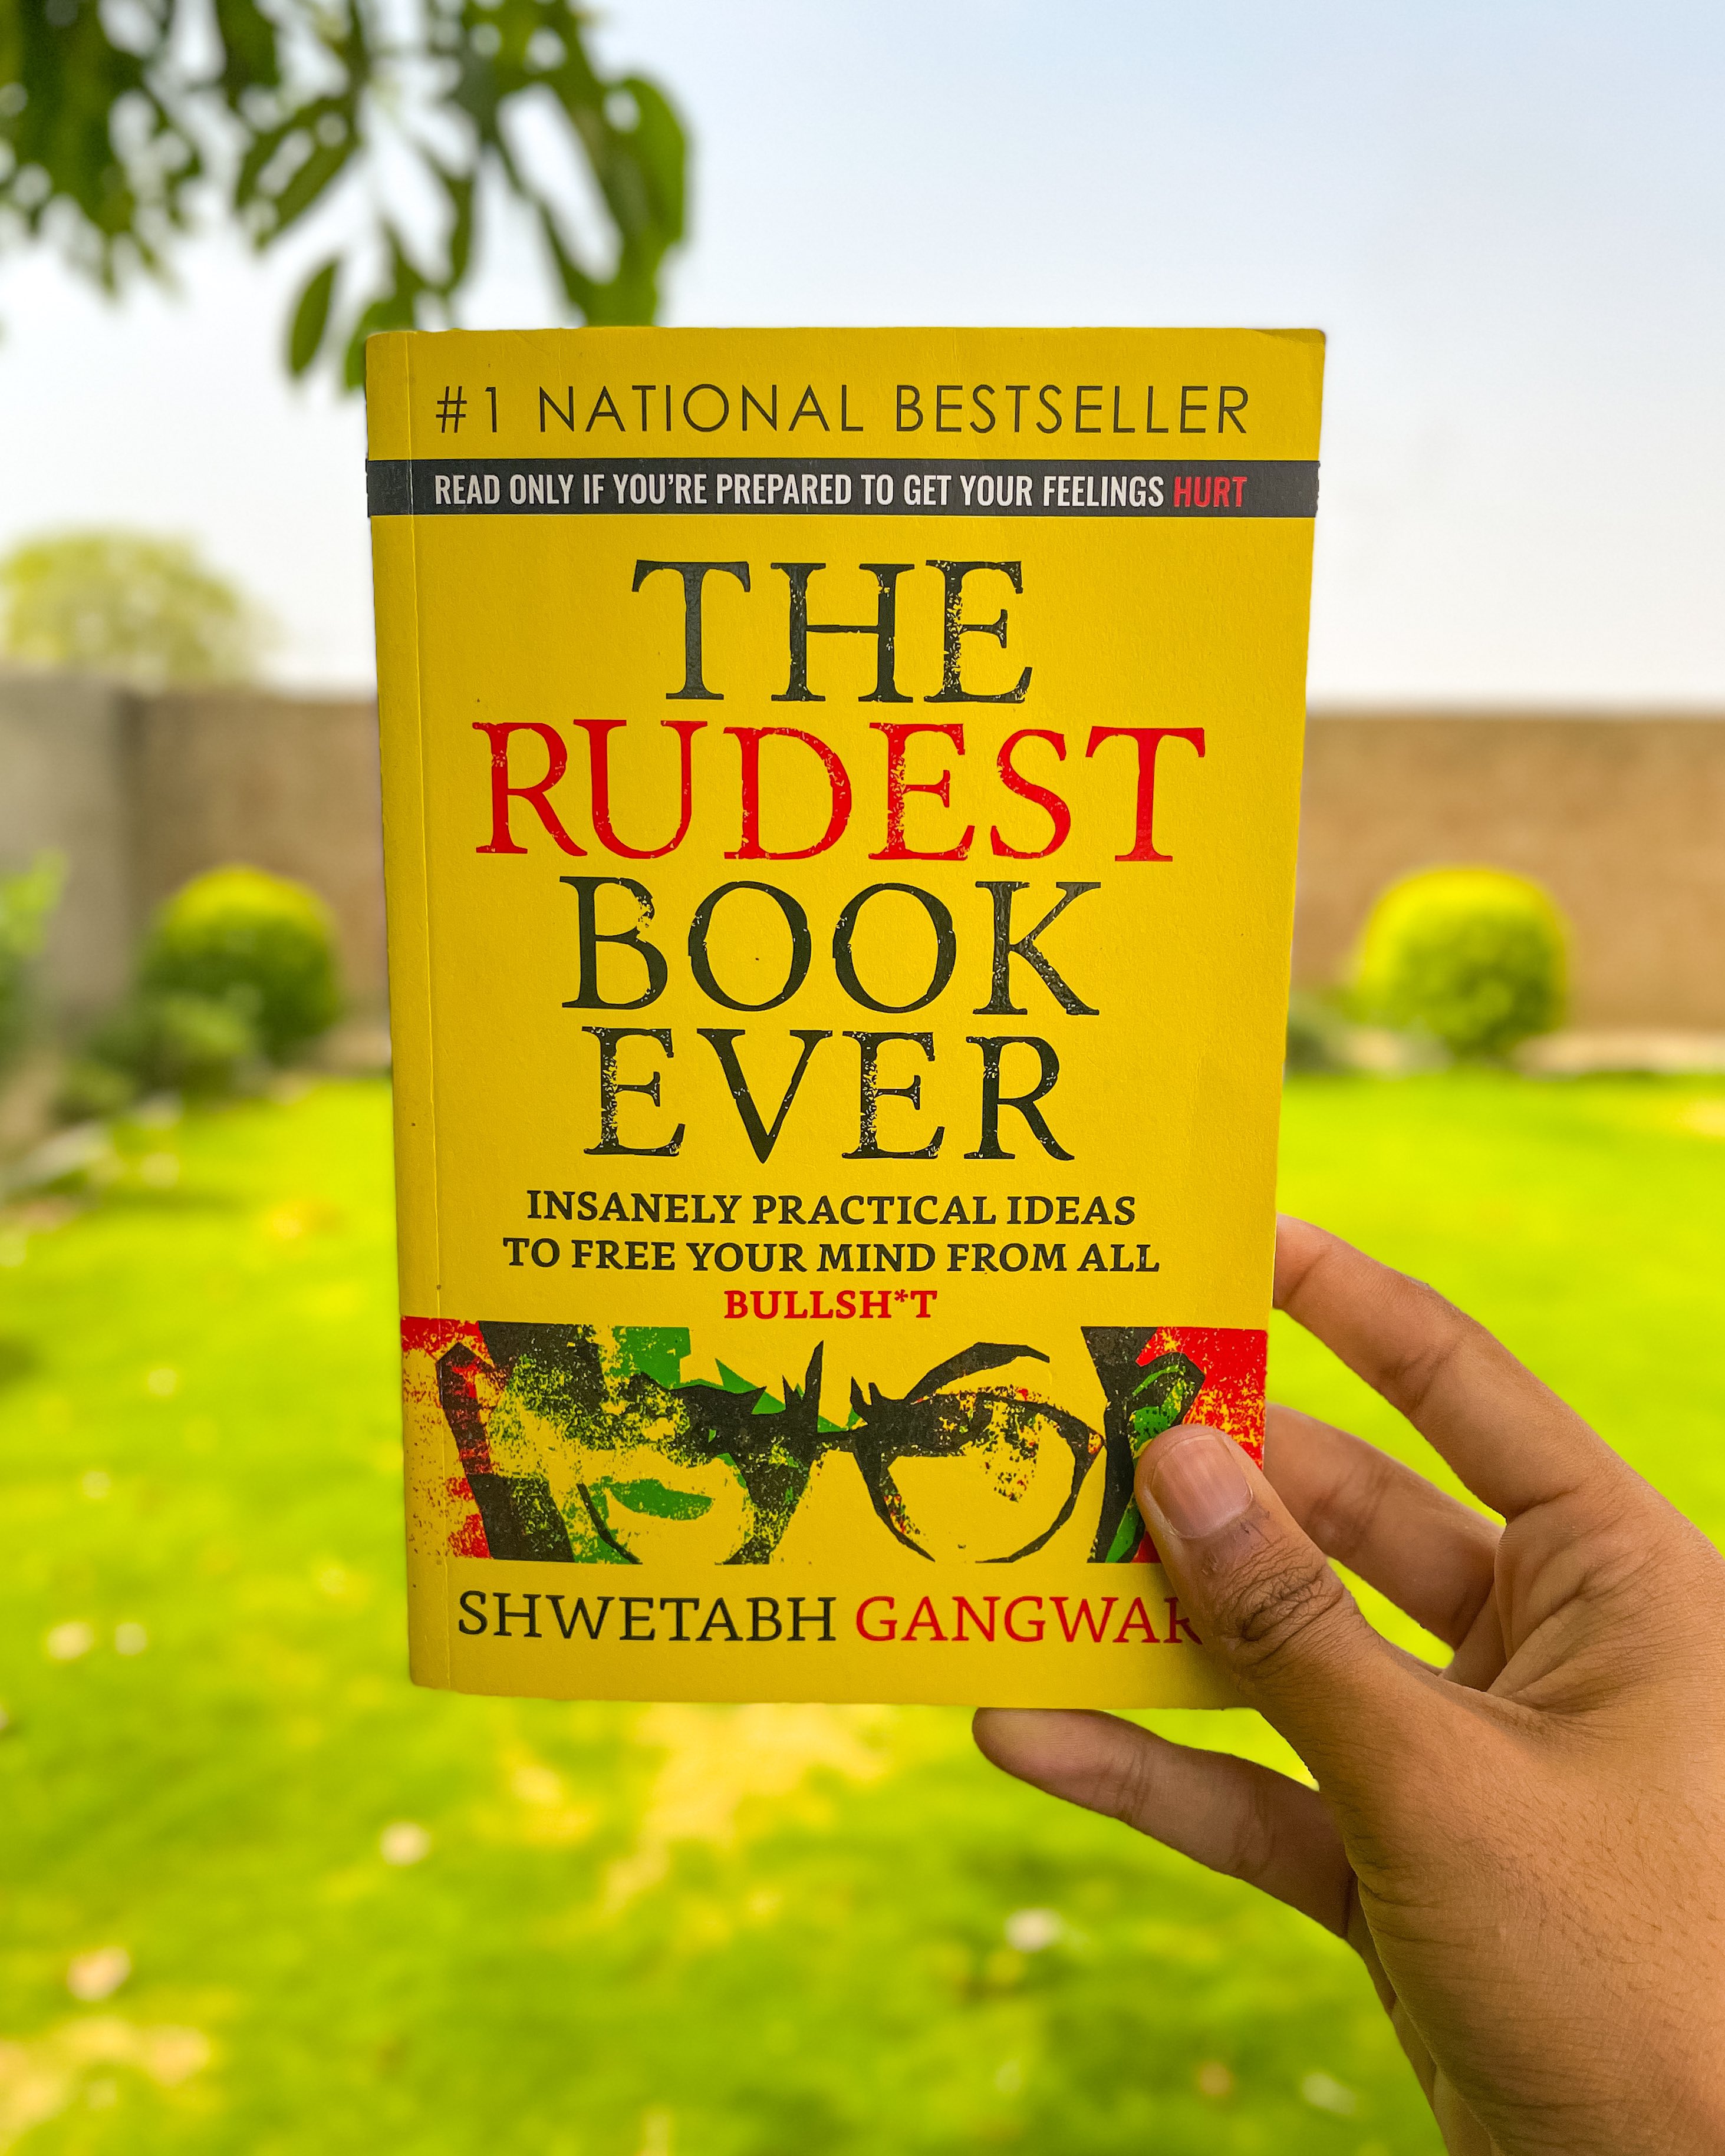 #1 NATIONAL BESTSELLER
READ ONLY IF YOU'RE PREPARED TO GET YOUR FEELINGS HURT
THE
RUDEST
BOOK
EVER
INSANELY PRACTICAL IDEAS
TO FREE YOUR MIND FROM ALL
BULLSH*T
SHWETABH GANGWAR